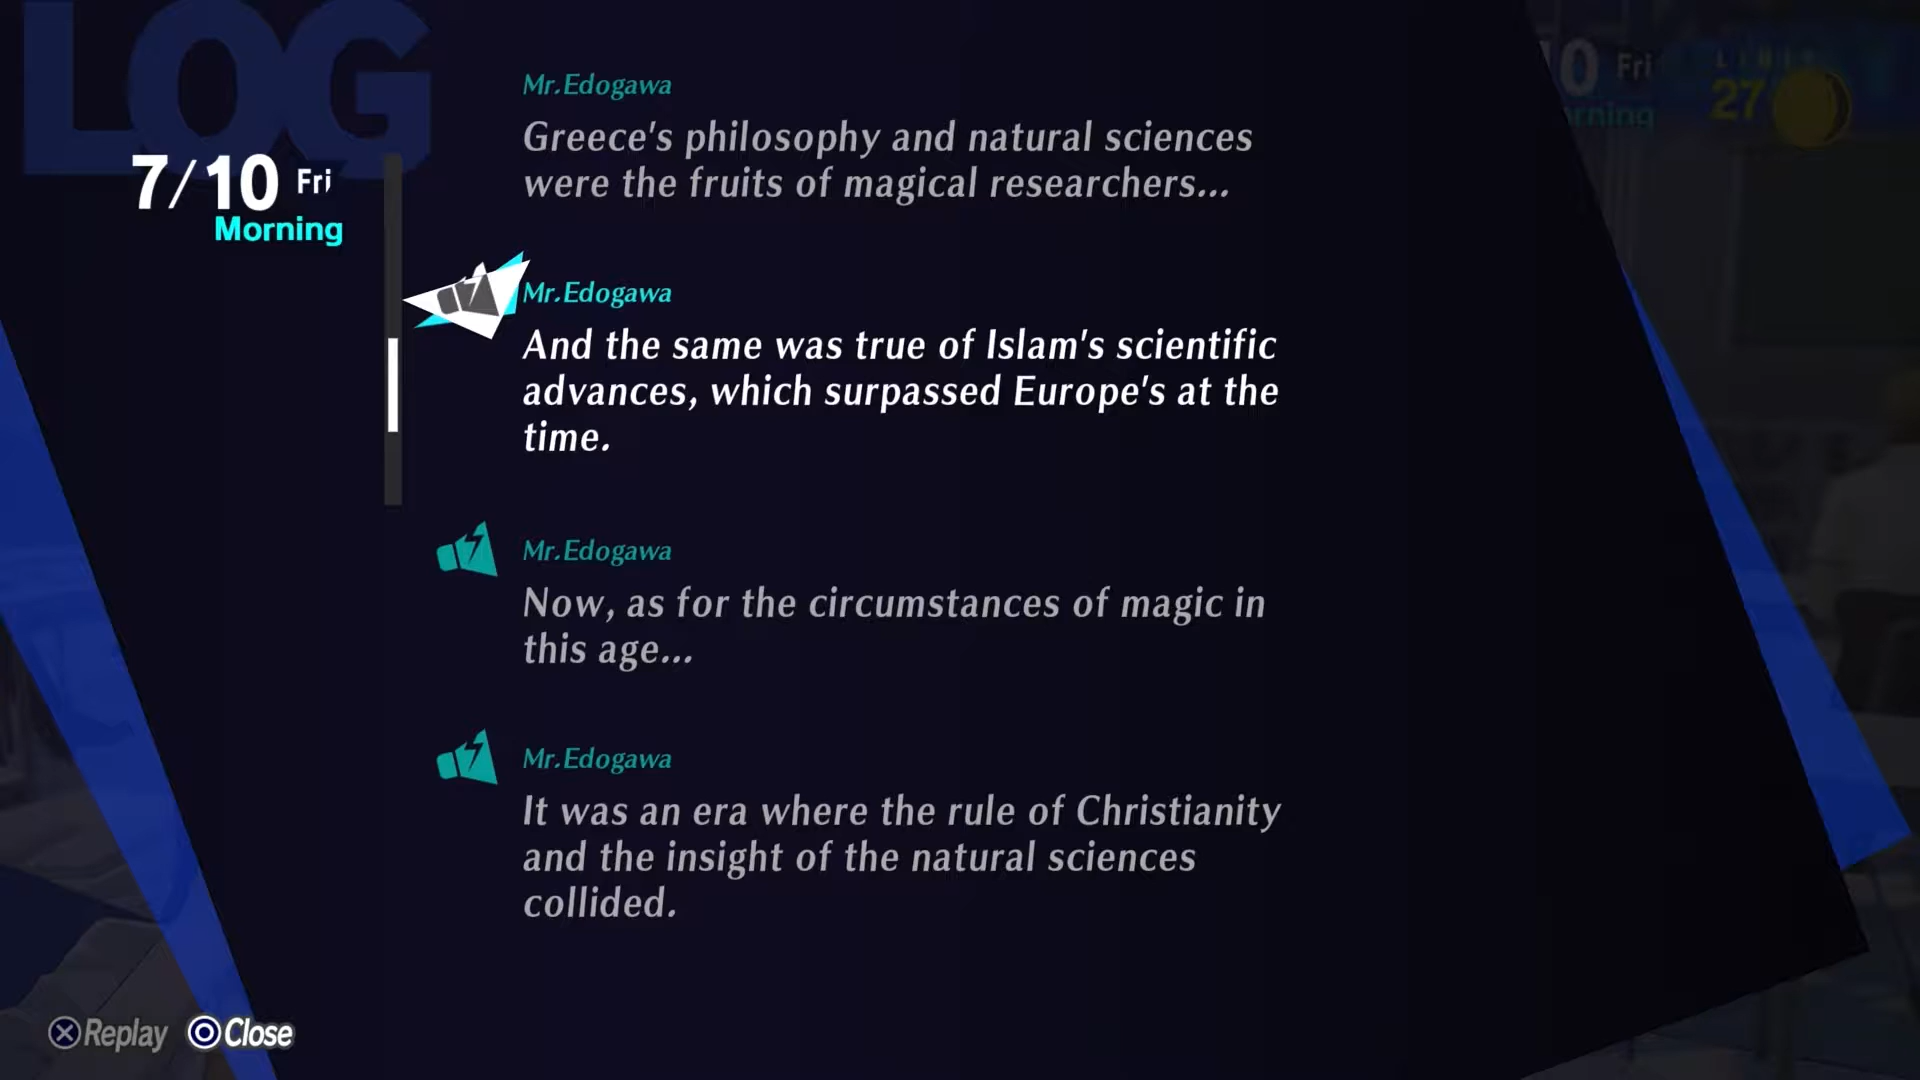 LOG
7/10 Fri
Morning
Mr.Edogawa
Greece's philosophy and natural sciences
were the fruits of magical researchers...
Mr.Edogawa
And the same was true of Islam's scientific
advances, which surpassed Europe's at the
time.
Mr.Edogawa
Now, as for the circumstances of magic in
this age...
Mr.Edogawa
It was an era where the rule of Christianity
and the insight of the natural sciences
collided.
10 Fri
27
Replay Close